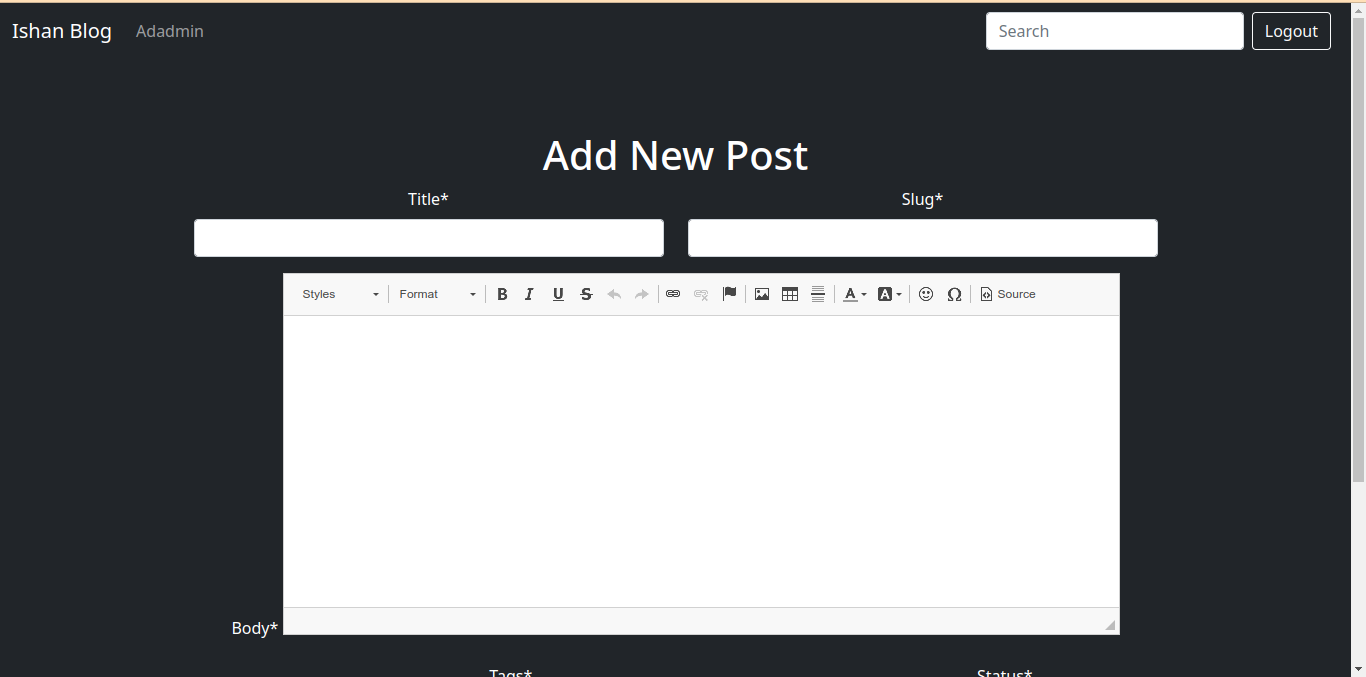 Ishan Blog Adadmin Search Logout
Add New Post
Title* Slug*
Styles Format B I U S A A Ω Source
Body*
Tags* Status*